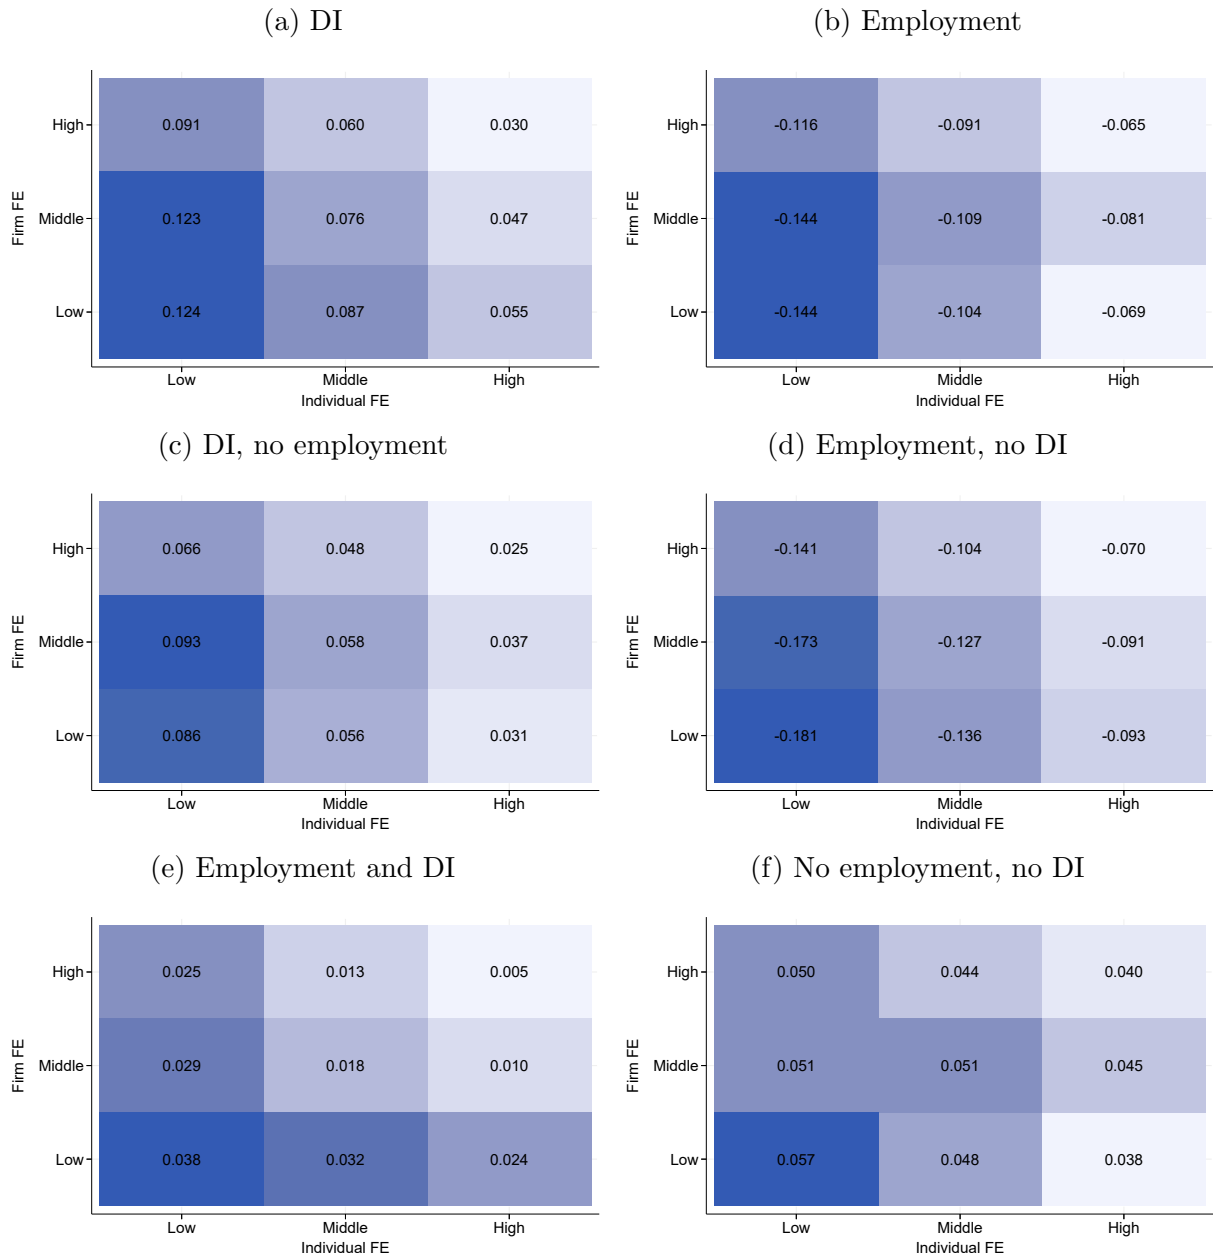 (a) DI
High 0.091 0.060 0.030
Middle 0.123 0.076 0.047
Low 0.124 0.087 0.055
Firm FE
Low Middle High
Individual FE
(b) Employment
High -0.116 -0.091 -0.065
Middle -0.144 -0.109 -0.081
Low -0.144 -0.104 -0.069
Firm FE
Low Middle High
Individual FE
(c) DI, no employment
High 0.066 0.048 0.025
Middle 0.093 0.058 0.037
Low 0.086 0.056 0.031
Firm FE
Low Middle High
Individual FE
(d) Employment, no DI
High -0.141 -0.104 -0.070
Middle -0.173 -0.127 -0.091
Low -0.181 -0.136 -0.093
Firm FE
Low Middle High
Individual FE
(e) Employment and DI
High 0.025 0.013 0.005
Middle 0.029 0.018 0.010
Low 0.038 0.032 0.024
Firm FE
Low Middle High
Individual FE
(f) No employment, no DI
High 0.050 0.044 0.040
Middle 0.051 0.051 0.045
Low 0.057 0.048 0.038
Firm FE
Low Middle High
Individual FE